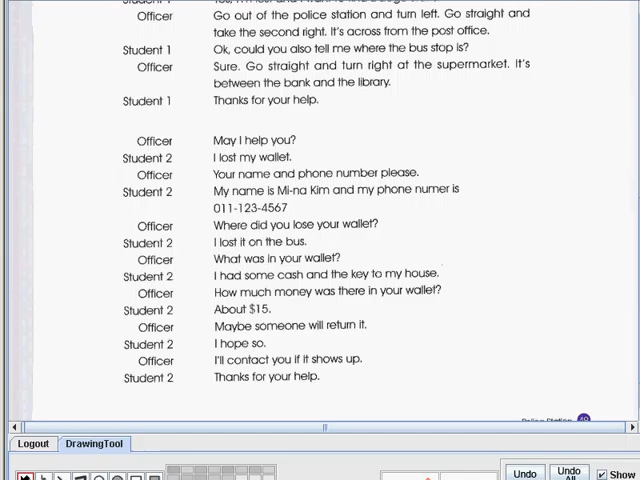 Officer Go out of the police station and turn left. Go straight and
take the second right. It's across from the post office.
Student 1 Ok, could you also tell me where the bus stop is?
Officer Sure. Go straight and turn right at the supermarket. It's
between the bank and the library.
Student 1 Thanks for your help.
Officer May I help you?
Student 2 I lost my wallet.
Officer Your name and phone number please.
Student 2 My name is Mi-na Kim and my phone numer is
011-123-4567
Officer Where did you lose your wallet?
Student 2 I lost it on the bus.
Officer What was in your wallet?
Student 2 I had some cash and the key to my house.
Officer How much money was there in your wallet?
Student 2 About $15.
Officer Maybe someone will return it.
Student 2 I hope so.
Officer I'll contact you if it shows up.
Student 2 Thanks for your help.
Police Station 49
Logout DrawingTool
Undo Undo All Show